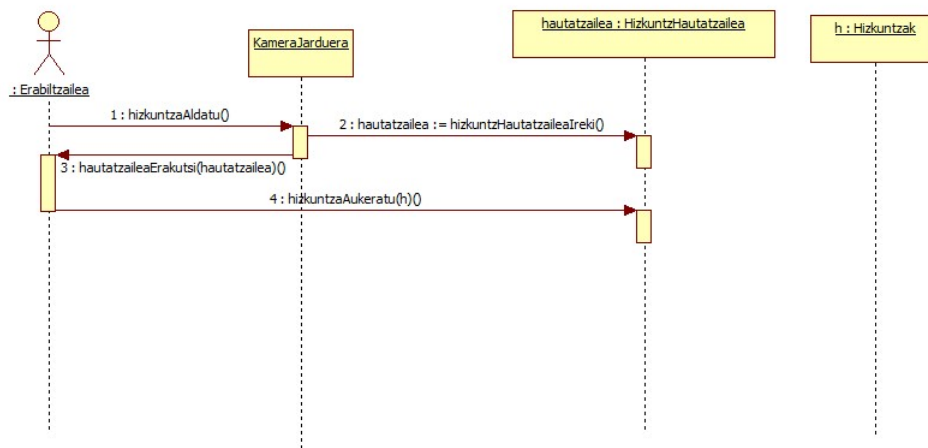 : Erabiltzailea
KameraJarduera
hautatzailea : HizkuntzHautatzailea
h : Hizkuntzak
1 : hizkuntzaAldatu()
2 : hautatzailea := hizkuntzHautatzaileaIreki()
3 : hautatzaileaErakutsi(hautatzailea)()
4 : hizkuntzaAukeratu(h)()